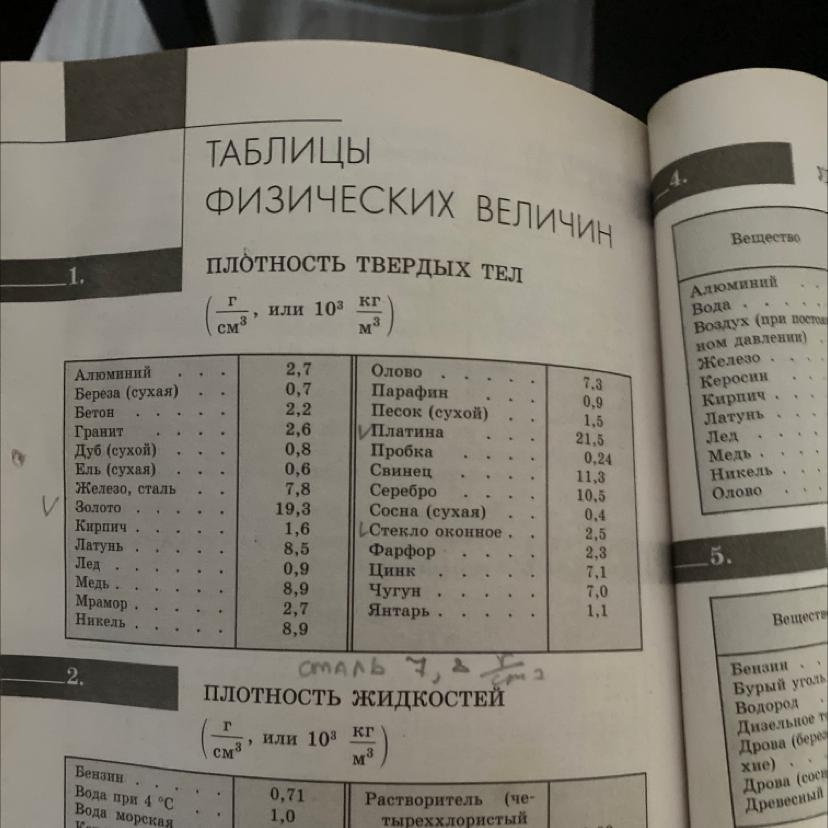 ТАБЛИЦЫ
ФИЗИЧЕСКИХ ВЕЛИЧИН
1.
ПЛОТНОСТЬ ТВЕРДЫХ ТЕЛ
(г/см³, или 10³ кг/м³)
Алюминий . . . 2,7
Береза (сухая) . . 0,7
Бетон . . . . . 2,2
Гранит . . . . 2,6
Дуб (сухой) . . . 0,8
Ель (сухая) . . . 0,6
Железо, сталь . . 7,8
Золото . . . . . 19,3
Кирпич . . . . 1,6
Латунь . . . . . 8,5
Лед . . . . . 0,9
Медь . . . . . 8,9
Мрамор . . . . 2,7
Никель . . . . . 8,9
Олово . . . . . 7,3
Парафин . . . . 0,9
Песок (сухой) . . 1,5
Платина . . . 21,5
Пробка . . . . 0,24
Свинец . . . . 11,3
Серебро . . . . 10,5
Сосна (сухая) . . 0,4
Стекло оконное . . 2,5
Фарфор . . . . 2,3
Цинк . . . . 7,1
Чугун . . . . 7,0
Янтарь . . . . . 1,1
сталь 7,8 г/см³
2.
ПЛОТНОСТЬ ЖИДКОСТЕЙ
(г/см³, или 10³ кг/м³)
Бензин . . . . . 0,71
Вода при 4 °С . . 1,0
Вода морская
Растворитель (че-
тыреххлористый
4.
Вещество
Алюминий . .
Вода . . . .
Воздух (при
ном давлении) .
Железо . . .
Керосин . . .
Кирпич . . .
Латунь . . .
Лед . . . .
Медь . . . .
Никель . . .
Олово . . .
5.
Бензин . .
Бурый уголь
Водород . .
Дизельное
Дрова
хие) . .
Дрова
Древесный